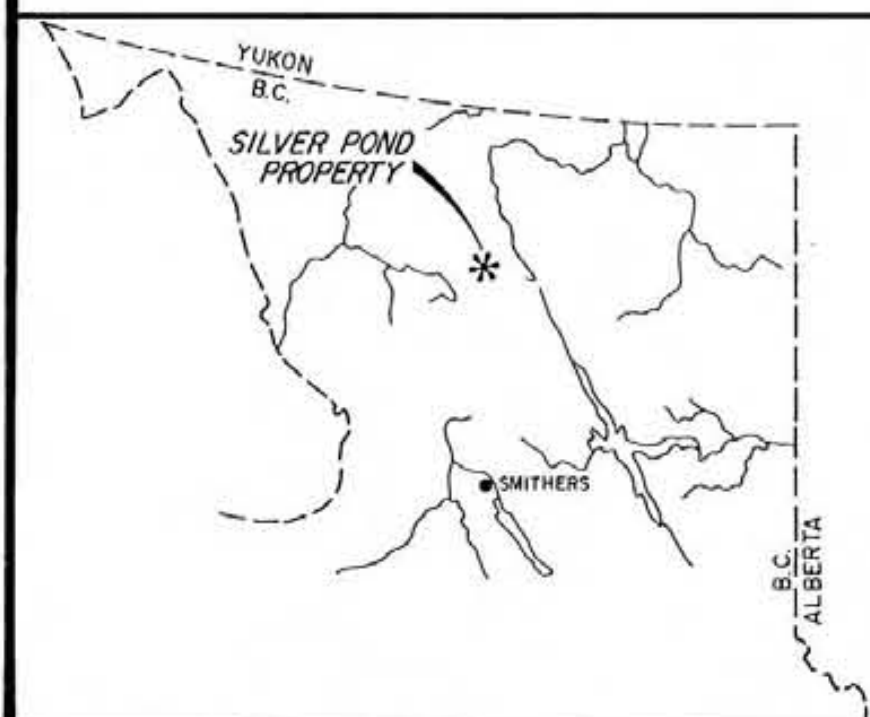 YUKON
B.C.
SILVER POND
PROPERTY
SMITHERS
B.C.
ALBERTA